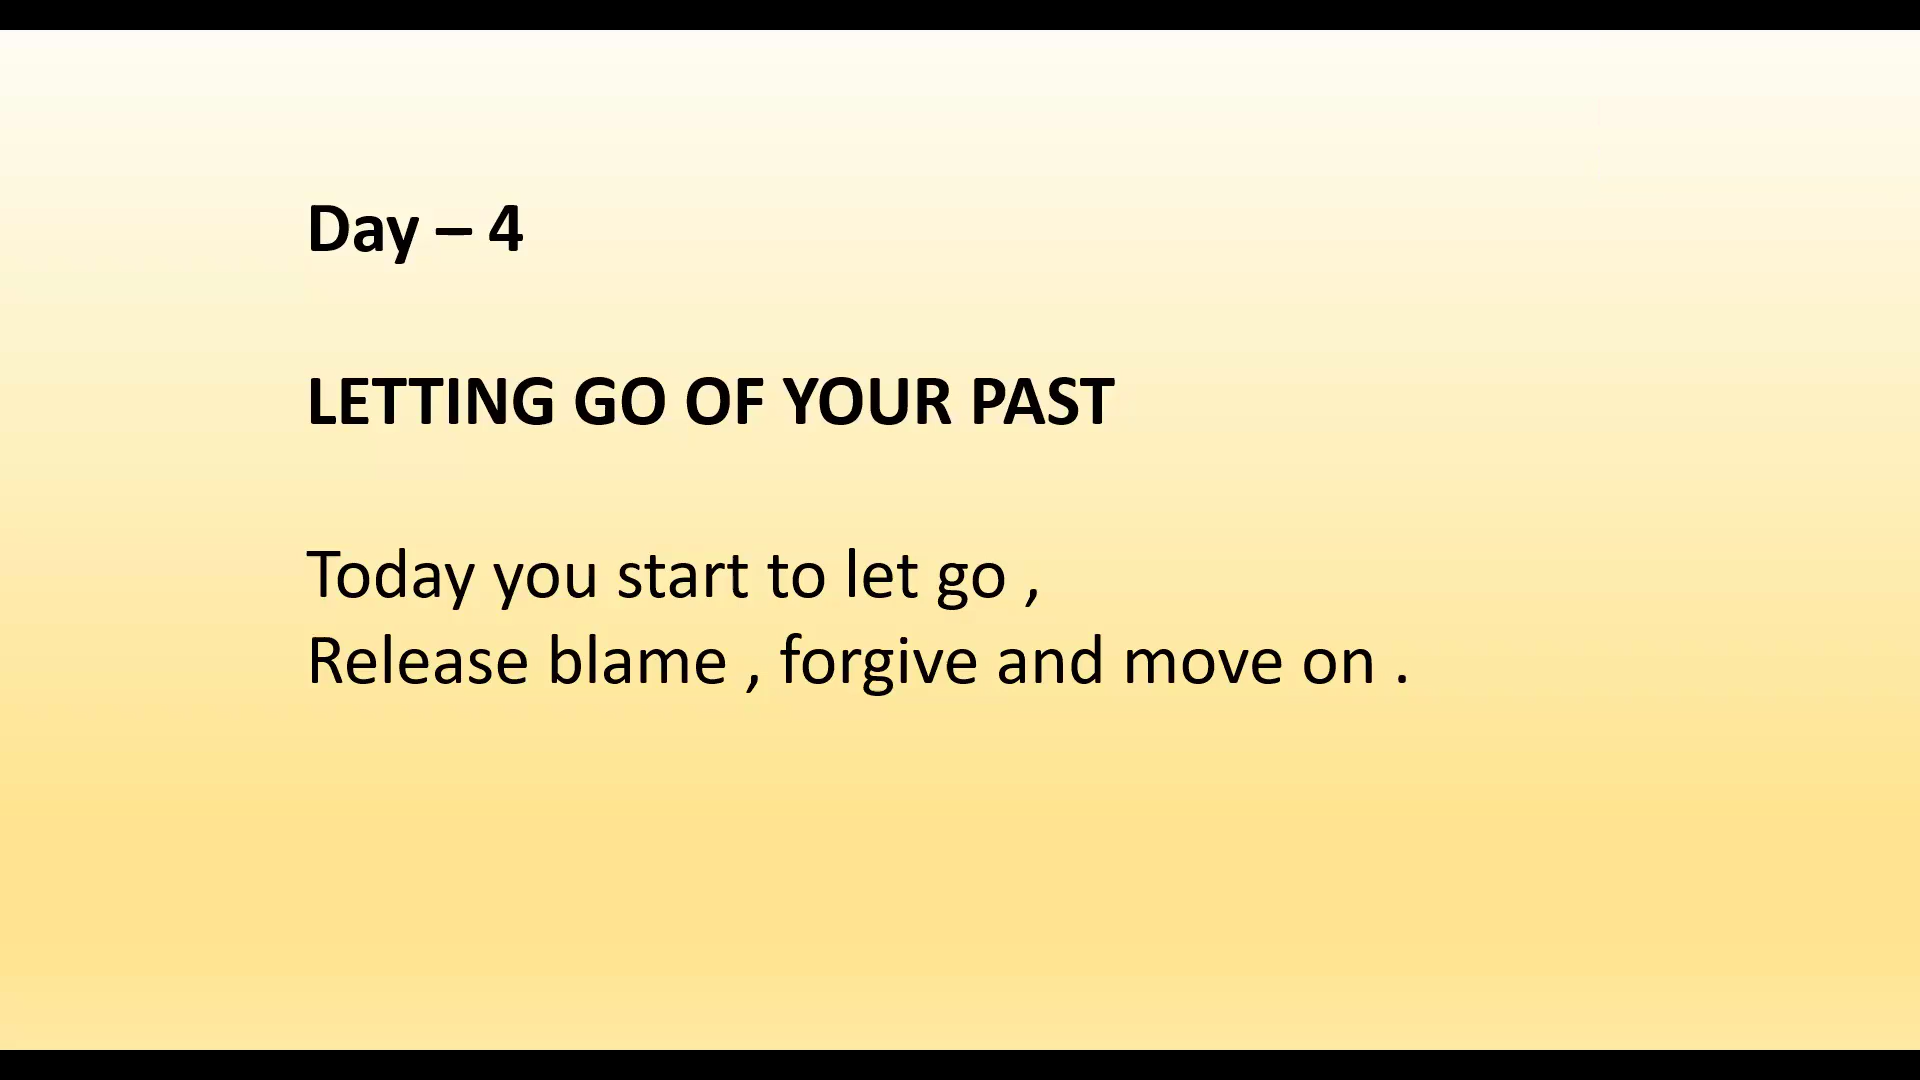 Day – 4
LETTING GO OF YOUR PAST
Today you start to let go ,
Release blame , forgive and move on .